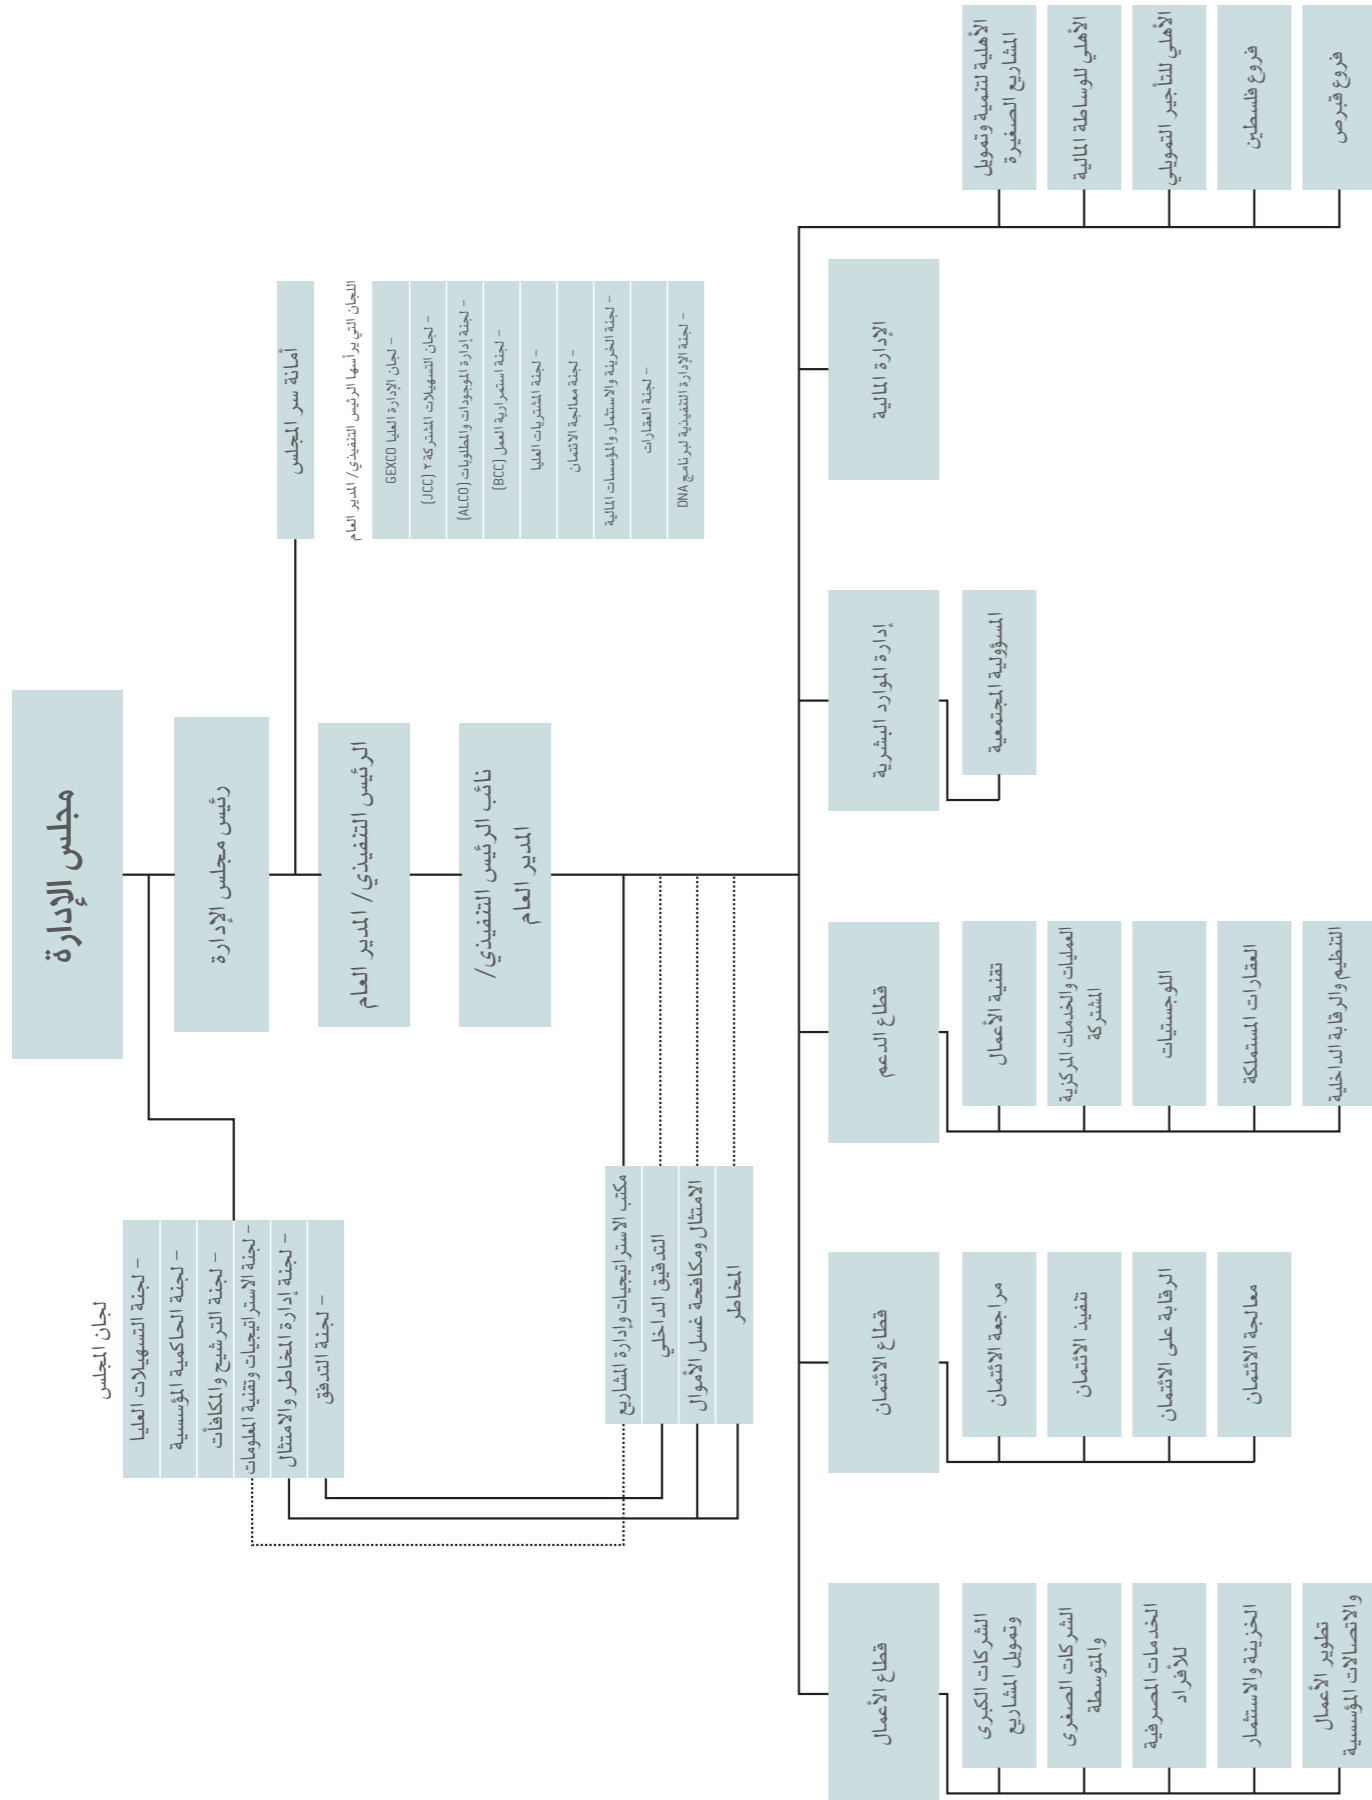 مجلس الإدارة
رئيس مجلس الإدارة
أمانة سر المجلس
الرئيس التنفيذي/ المدير العام
نائب الرئيس التنفيذي/
المدير العام
لجان المجلس
- لجنة التسهيلات العليا
- لجنة الحاكمية المؤسسية
- لجنة الترشيح والمكافآت
- لجنة الاستراتيجيات وتقنية المعلومات
- لجنة إدارة المخاطر والامتثال
- لجنة التدفق
اللجان التي يرأسها الرئيس التنفيذي/ المدير العام
- لجان الإدارة العليا GEXCO
- لجان التسهيلات المشتركة ٢ (JCC)
- لجنة إدارة الموجودات والمطلوبات (ALCO)
- لجنة استمرارية العمل (BCC)
- لجنة المشتريات العليا
- لجنة معالجة الائتمان
- لجنة الخزينة والاستثمار والمؤسسات المالية
- لجنة العقارات
- لجنة الإدارة التنفيذية لبرنامج DNA
مكتب الاستراتيجيات وإدارة المشاريع
التدقيق الداخلي
الامتثال ومكافحة غسل الأموال
المخاطر
الأهلية لتنمية وتمويل
المشاريع الصغيرة
الأهلي للوساطة المالية
الأهلي للتأجير التمويلي
فروع فلسطين
فروع قبرص
الإدارة المالية
إدارة الموارد البشرية
المسؤولية المجتمعية
قطاع الدعم
تقنية الأعمال
العمليات والخدمات المركزية
المشتركة
اللوجستيات
العقارات المستملكة
التنظيم والرقابة الداخلية
قطاع الائتمان
مراجعة الائتمان
تنفيذ الائتمان
الرقابة على الائتمان
معالجة الائتمان
قطاع الأعمال
الشركات الكبرى
وتمويل المشاريع
الشركات الصغرى
والمتوسطة
الخدمات المصرفية
للأفراد
الخزينة والاستثمار
تطوير الأعمال
والاتصالات المؤسسية